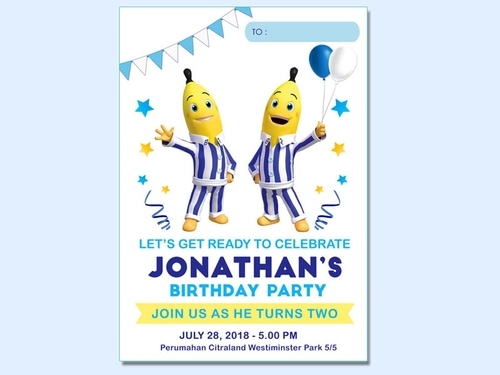 TO :
LET'S GET READY TO CELEBRATE
JONATHAN'S
BIRTHDAY PARTY
JOIN US AS HE TURNS TWO
JULY 28, 2018 - 5.00 PM
Perumahan Citraland Westiminster Park 5/5